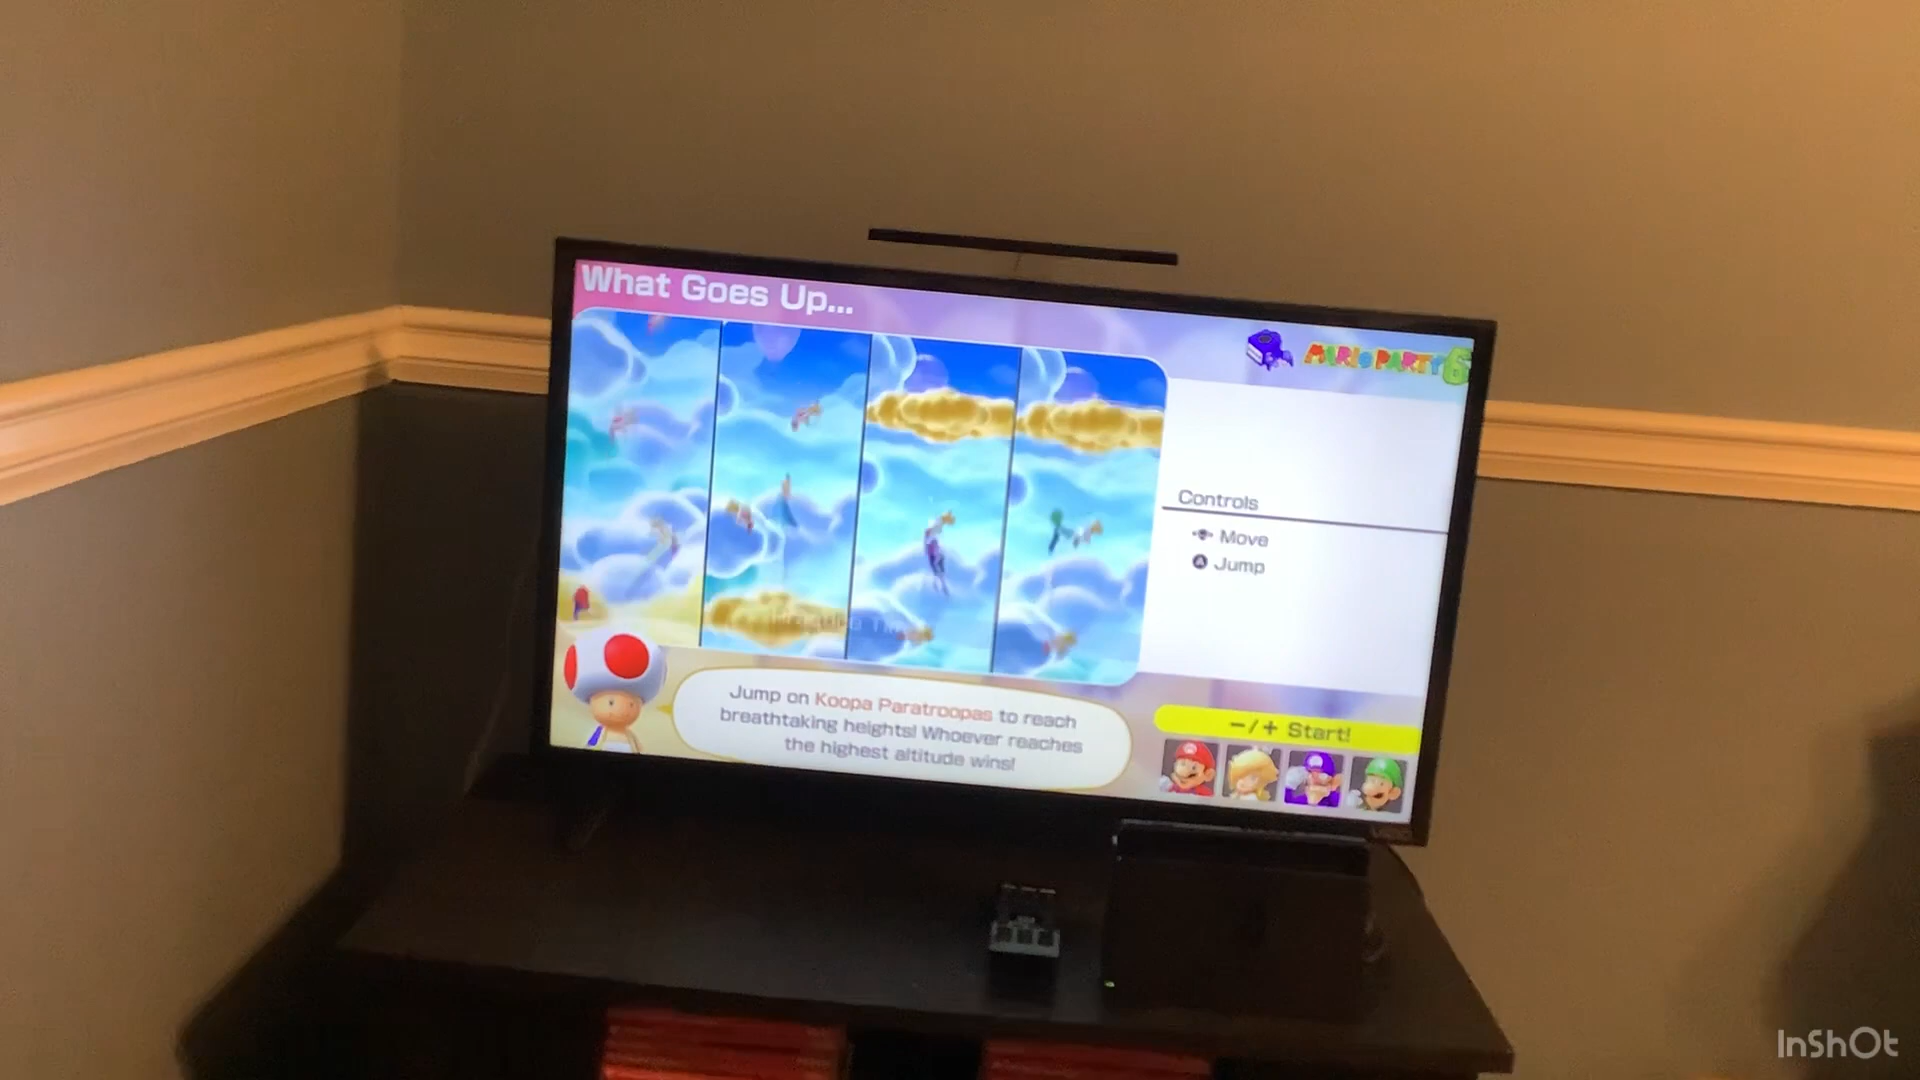 What Goes Up...
MARIO PARTY 6
Controls
Move
A Jump
Jump on Koopa Paratroopas to reach
breathtaking heights! Whoever reaches
the highest altitude wins!
-/+ Start!
VIZIO
InShOt